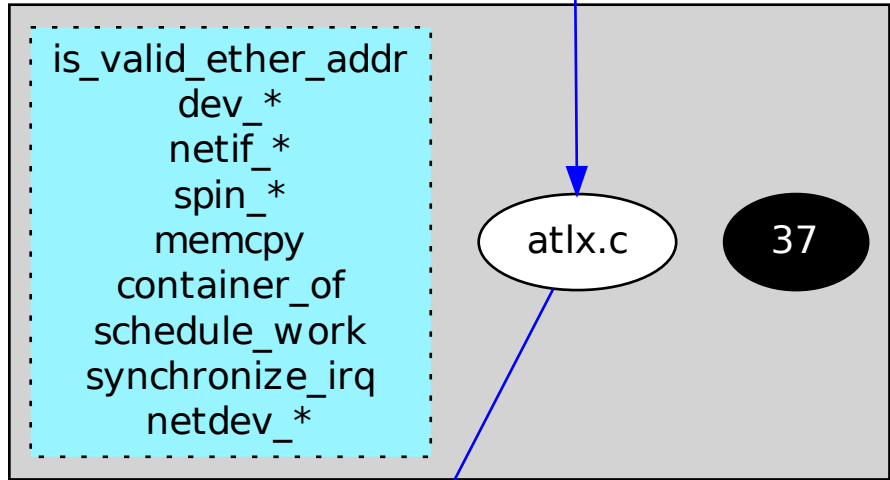 is_valid_ether_addr
dev_*
netif_*
spin_*
memcpy
container_of
schedule_work
synchronize_irq
netdev_*
atlx.c
37